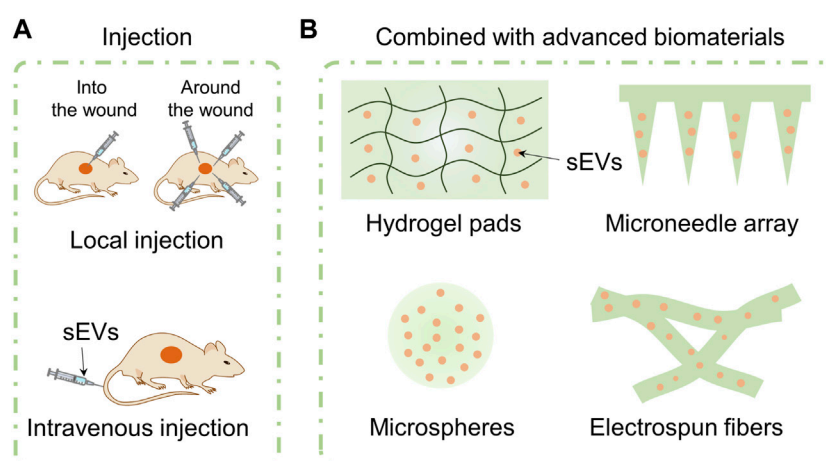 A
Injection
Into
the wound
Around
the wound
Local injection
sEVs
Intravenous injection
B
Combined with advanced biomaterials
sEVs
Hydrogel pads
Microneedle array
Microspheres
Electrospun fibers